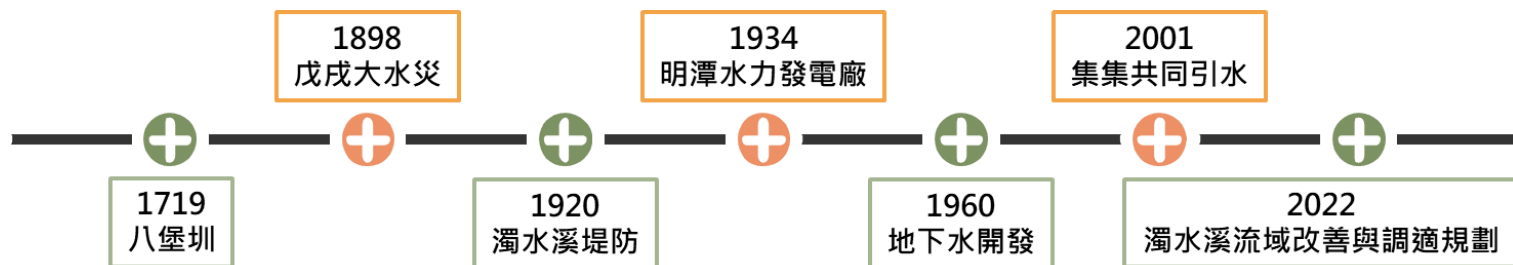 1719
八堡圳
1898
戊戌大水災
1920
濁水溪堤防
1934
明潭水力發電廠
1960
地下水開發
2001
集集共同引水
2022
濁水溪流域改善與調適規劃